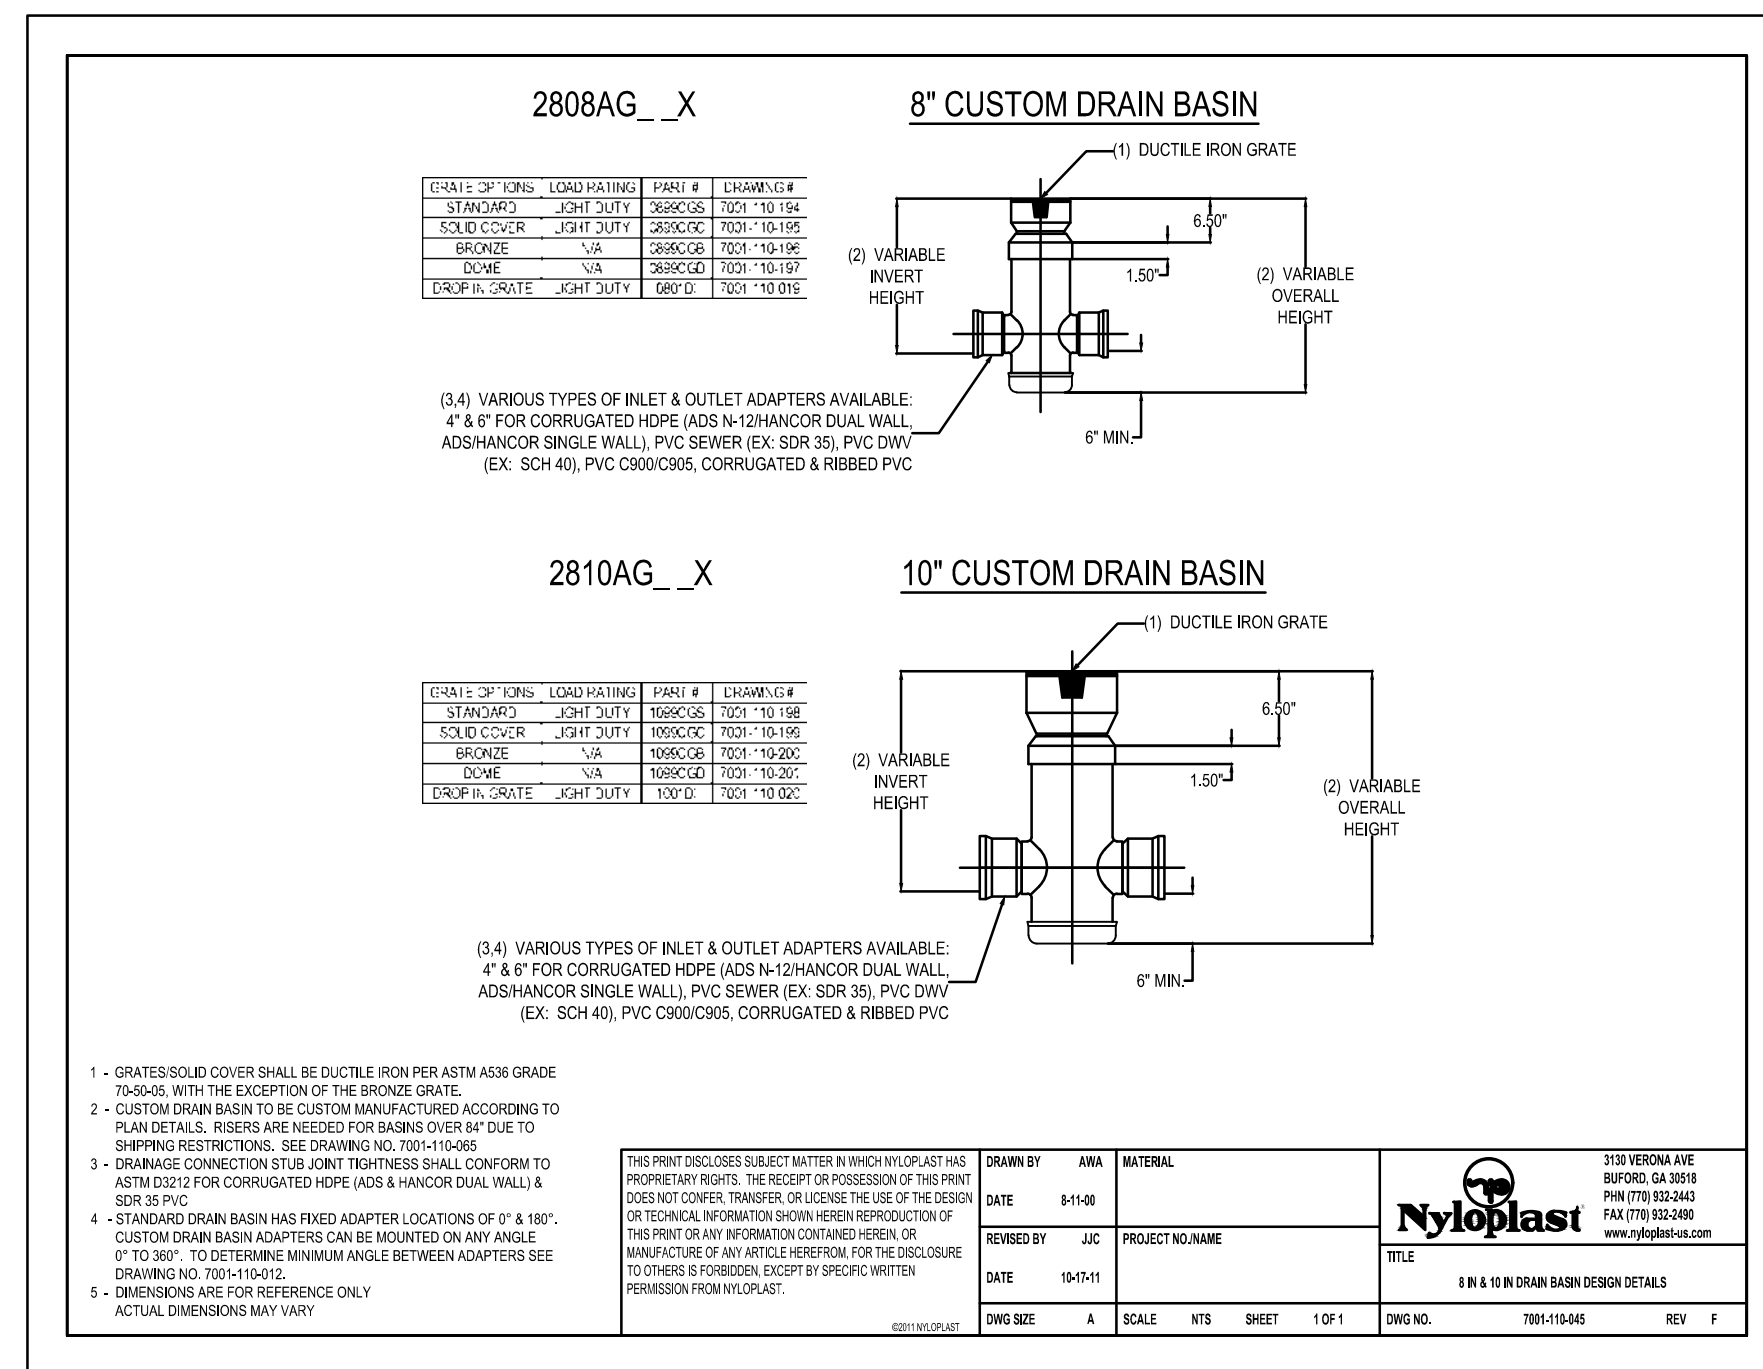 2808AG_ _X
8" CUSTOM DRAIN BASIN
(1) DUCTILE IRON GRATE
GRATE OPTIONS LOAD RATING PART # DRAWING #
STANDARD LIGHT DUTY 0899CGS 7001-110-194
SOLID COVER LIGHT DUTY 0899CGC 7001-110-195
BRONZE N/A 0899CGB 7001-110-196
DOME N/A 0899CGD 7001-110-197
DROP IN GRATE LIGHT DUTY 7001-110-019
6.50"
(2) VARIABLE
INVERT
HEIGHT
1.50"
(2) VARIABLE
OVERALL
HEIGHT
(3,4) VARIOUS TYPES OF INLET & OUTLET ADAPTERS AVAILABLE:
4" & 6" FOR CORRUGATED HDPE (ADS N-12/HANCOR DUAL WALL,
ADS/HANCOR SINGLE WALL), PVC SEWER (EX: SDR 35), PVC DWV
(EX: SCH 40), PVC C900/C905, CORRUGATED & RIBBED PVC
6" MIN.
2810AG_ _X
10" CUSTOM DRAIN BASIN
(1) DUCTILE IRON GRATE
GRATE OPTIONS LOAD RATING PART # DRAWING #
STANDARD LIGHT DUTY 1099CGS 7001-110-198
SOLID COVER LIGHT DUTY 1099CGC 7001-110-199
BRONZE N/A 1099CGB 7001-110-200
DOME N/A 1099CGD 7001-110-201
DROP IN GRATE LIGHT DUTY 7001-110-020
6.50"
(2) VARIABLE
INVERT
HEIGHT
1.50"
(2) VARIABLE
OVERALL
HEIGHT
(3,4) VARIOUS TYPES OF INLET & OUTLET ADAPTERS AVAILABLE:
4" & 6" FOR CORRUGATED HDPE (ADS N-12/HANCOR DUAL WALL,
ADS/HANCOR SINGLE WALL), PVC SEWER (EX: SDR 35), PVC DWV
(EX: SCH 40), PVC C900/C905, CORRUGATED & RIBBED PVC
6" MIN.
1 - GRATES/SOLID COVER SHALL BE DUCTILE IRON PER ASTM A536 GRADE
70-50-05, WITH THE EXCEPTION OF THE BRONZE GRATE.
2 - CUSTOM DRAIN BASIN TO BE CUSTOM MANUFACTURED ACCORDING TO
PLAN DETAILS. RISERS ARE NEEDED FOR BASINS OVER 84" DUE TO
SHIPPING RESTRICTIONS. SEE DRAWING NO. 7001-110-065
3 - DRAINAGE CONNECTION STUB JOINT TIGHTNESS SHALL CONFORM TO
ASTM D3212 FOR CORRUGATED HDPE (ADS & HANCOR DUAL WALL) &
SDR 35 PVC
4 - STANDARD DRAIN BASIN HAS FIXED ADAPTER LOCATIONS OF 0° & 180°.
CUSTOM DRAIN BASIN ADAPTERS CAN BE MOUNTED ON ANY ANGLE
0° TO 360°. TO DETERMINE MINIMUM ANGLE BETWEEN ADAPTERS SEE
DRAWING NO. 7001-110-012.
5 - DIMENSIONS ARE FOR REFERENCE ONLY
ACTUAL DIMENSIONS MAY VARY
THIS PRINT DISCLOSES SUBJECT MATTER IN WHICH NYLOPLAST HAS
PROPRIETARY RIGHTS. THE RECEIPT OR POSSESSION OF THIS PRINT
DOES NOT CONFER, TRANSFER, OR LICENSE THE USE OF THE DESIGN
OR TECHNICAL INFORMATION SHOWN HEREIN REPRODUCTION OF
THIS PRINT OR ANY INFORMATION CONTAINED HEREIN, OR
MANUFACTURE OF ANY ARTICLE HEREFROM, FOR THE DISCLOSURE
TO OTHERS IS FORBIDDEN, EXCEPT BY SPECIFIC WRITTEN
PERMISSION FROM NYLOPLAST.
©2011 NYLOPLAST
DRAWN BY AWA
DATE 8-11-00
REVISED BY JJC
DATE 10-17-11
DWG SIZE A
MATERIAL
PROJECT NO./NAME
SCALE NTS SHEET 1 OF 1
Nyloplast
3130 VERONA AVE
BUFORD, GA 30518
PHN (770) 932-2443
FAX (770) 932-2490
www.nyloplast-us.com
TITLE
8 IN & 10 IN DRAIN BASIN DESIGN DETAILS
DWG NO. 7001-110-045 REV F